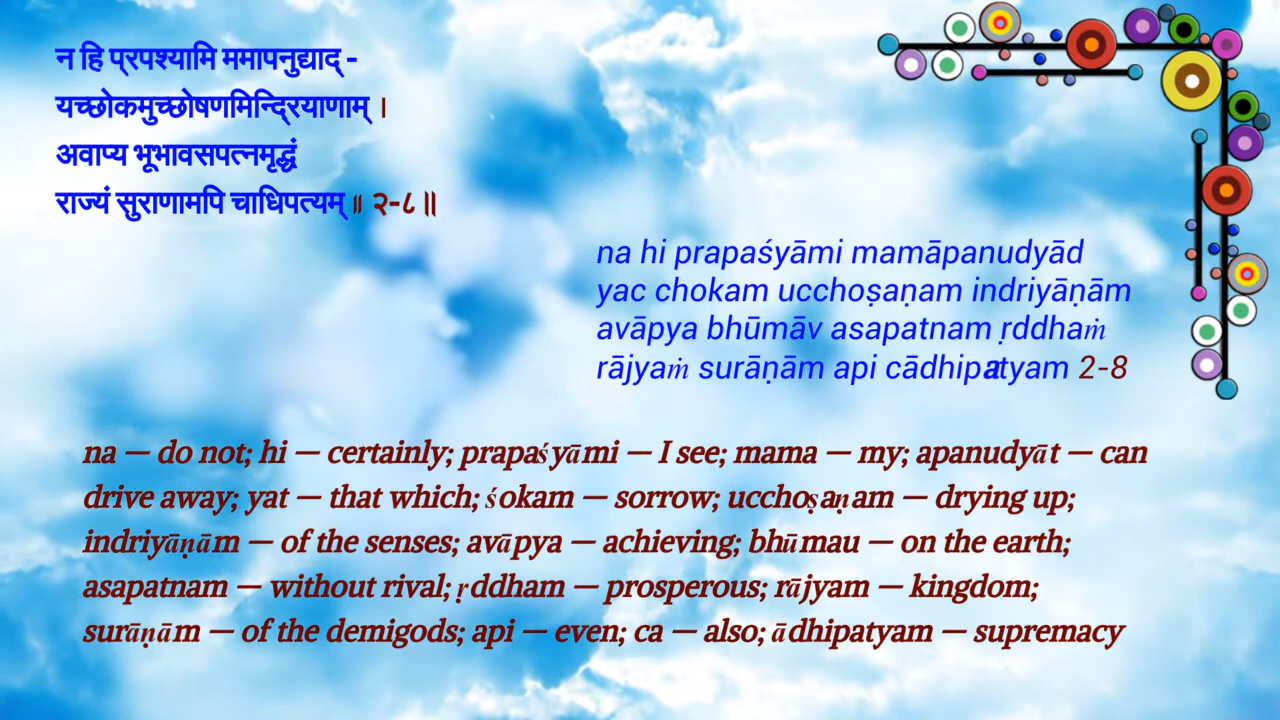 न हि प्रपश्यामि ममापनुद्याद् -
यच्छोकमुच्छोषणमिन्द्रियाणाम् ।
अवाप्य भूभावसपत्नमृद्धं
राज्यं सुराणामपि चाधिपत्यम् ॥ २-८॥
na hi prapaśyāmi mamāpanudyād
yac chokam ucchoṣaṇam indriyāṇām
avāpya bhūmāv asapatnam ṛddhaṁ
rājyaṁ surāṇām api cādhipatyam 2-8
na — do not; hi — certainly; prapaśyāmi — I see; mama — my; apanudyāt — can
drive away; yat — that which; śokam — sorrow; ucchoṣaṇam — drying up;
indriyāṇām — of the senses; avāpya — achieving; bhūmau — on the earth;
asapatnam — without rival; ṛddham — prosperous; rājyam — kingdom;
surāṇām — of the demigods; api — even; ca — also; ādhipatyam — supremacy